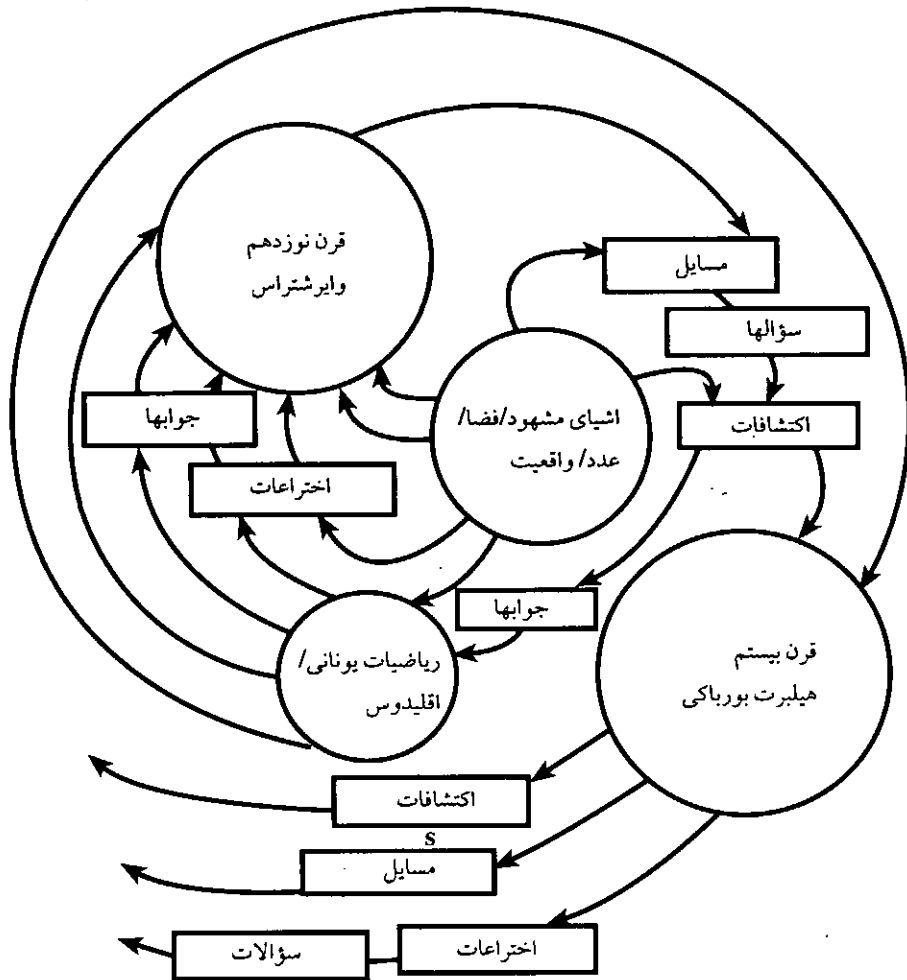 قرن نوزدهم
وایرشتراس
مسایل
سؤالها
اشیای مشهود/فضا/
عدد/واقعیت
جوابها
اکتشافات
اختراعات
جوابها
ریاضیات یونانی/
اقلیدوس
قرن بیستم
هیلبرت بورباکی
اکتشافات
s
مسایل
اختراعات
سؤالات